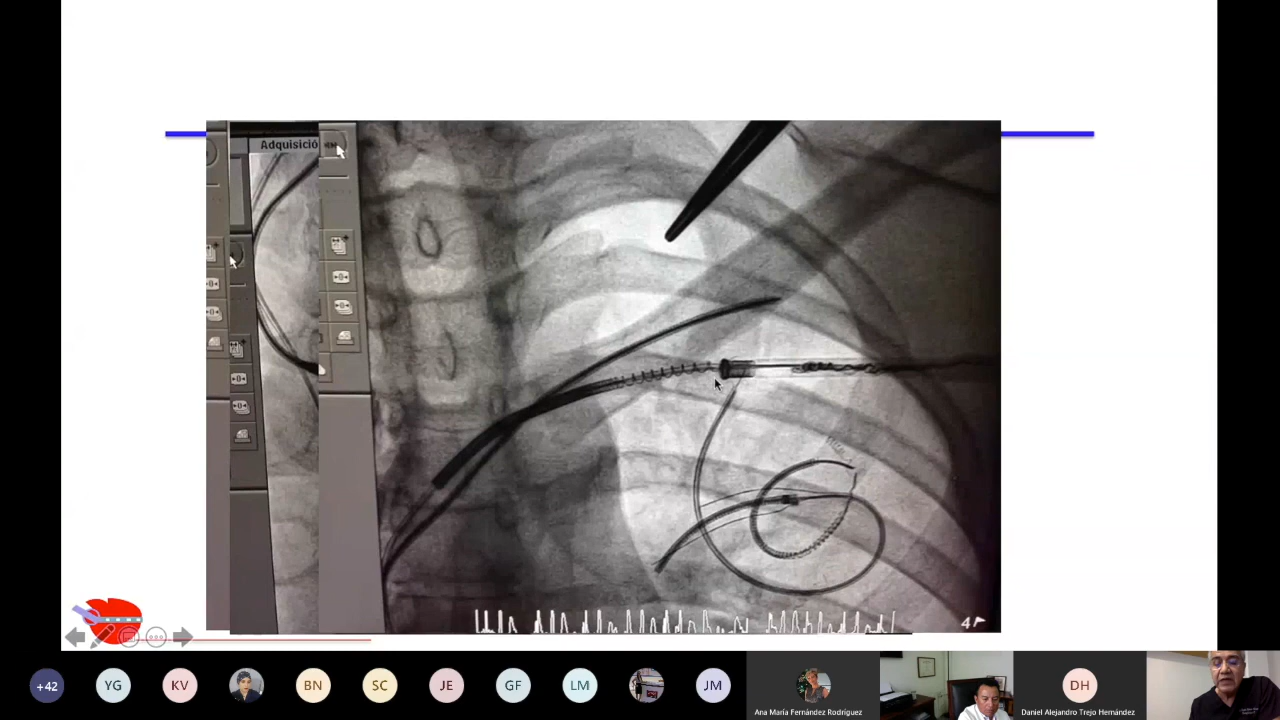 Adquisició
4
+42
YG
KV
BN
SC
JE
GF
LM
JM
Ana María Fernández Rodríguez
DH
Daniel Alejandro Trejo Hernández